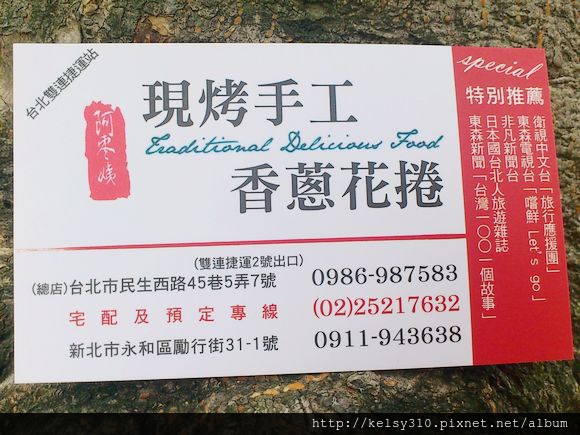 台北雙連捷運站
阿寒姨
現烤手工
Traditional Delicious Food
香蔥花捲
special
特別推薦
衛視中文台「旅行應援團」
東森電視台「嚐鮮 Let's go」
非凡新聞台
日本國台北人旅遊雜誌
東森新聞「台灣一〇〇一個故事」
(雙連捷運2號出口)
(總店)台北市民生西路45巷5弄7號
0986-987583
宅配及預定專線
(02)25217632
新北市永和區勵行街31-1號
0911-943638
http://kelsy310.pixnet.net/album